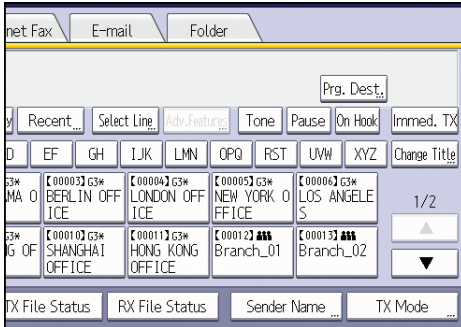 net Fax
E-mail
Folder
Prg. Dest.
y
Recent
Select Line
Adv.Features
Tone
Pause
On Hook
Immed. TX
D
EF
GH
IJK
LMN
OPQ
RST
UVW
XYZ
Change Title
G3*
【00003】G3*
【00004】G3*
【00005】G3*
【00006】G3*
MA O
BERLIN OFF
ICE
LONDON OFF
ICE
NEW YORK O
FFICE
LOS ANGELE
S
1/2
G3*
【00010】G3*
【00011】G3*
【00012】
【00013】
G OF
SHANGHAI
OFFICE
HONG KONG
OFFICE
Branch_01
Branch_02
▲
▼
TX File Status
RX File Status
Sender Name
TX Mode